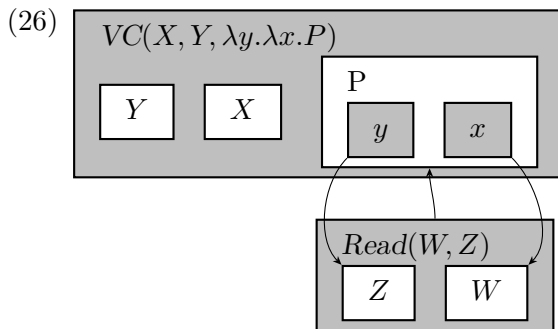 (26)
VC(X, Y, λy.λx.P)
P
Y X y x
Read(W, Z)
Z W